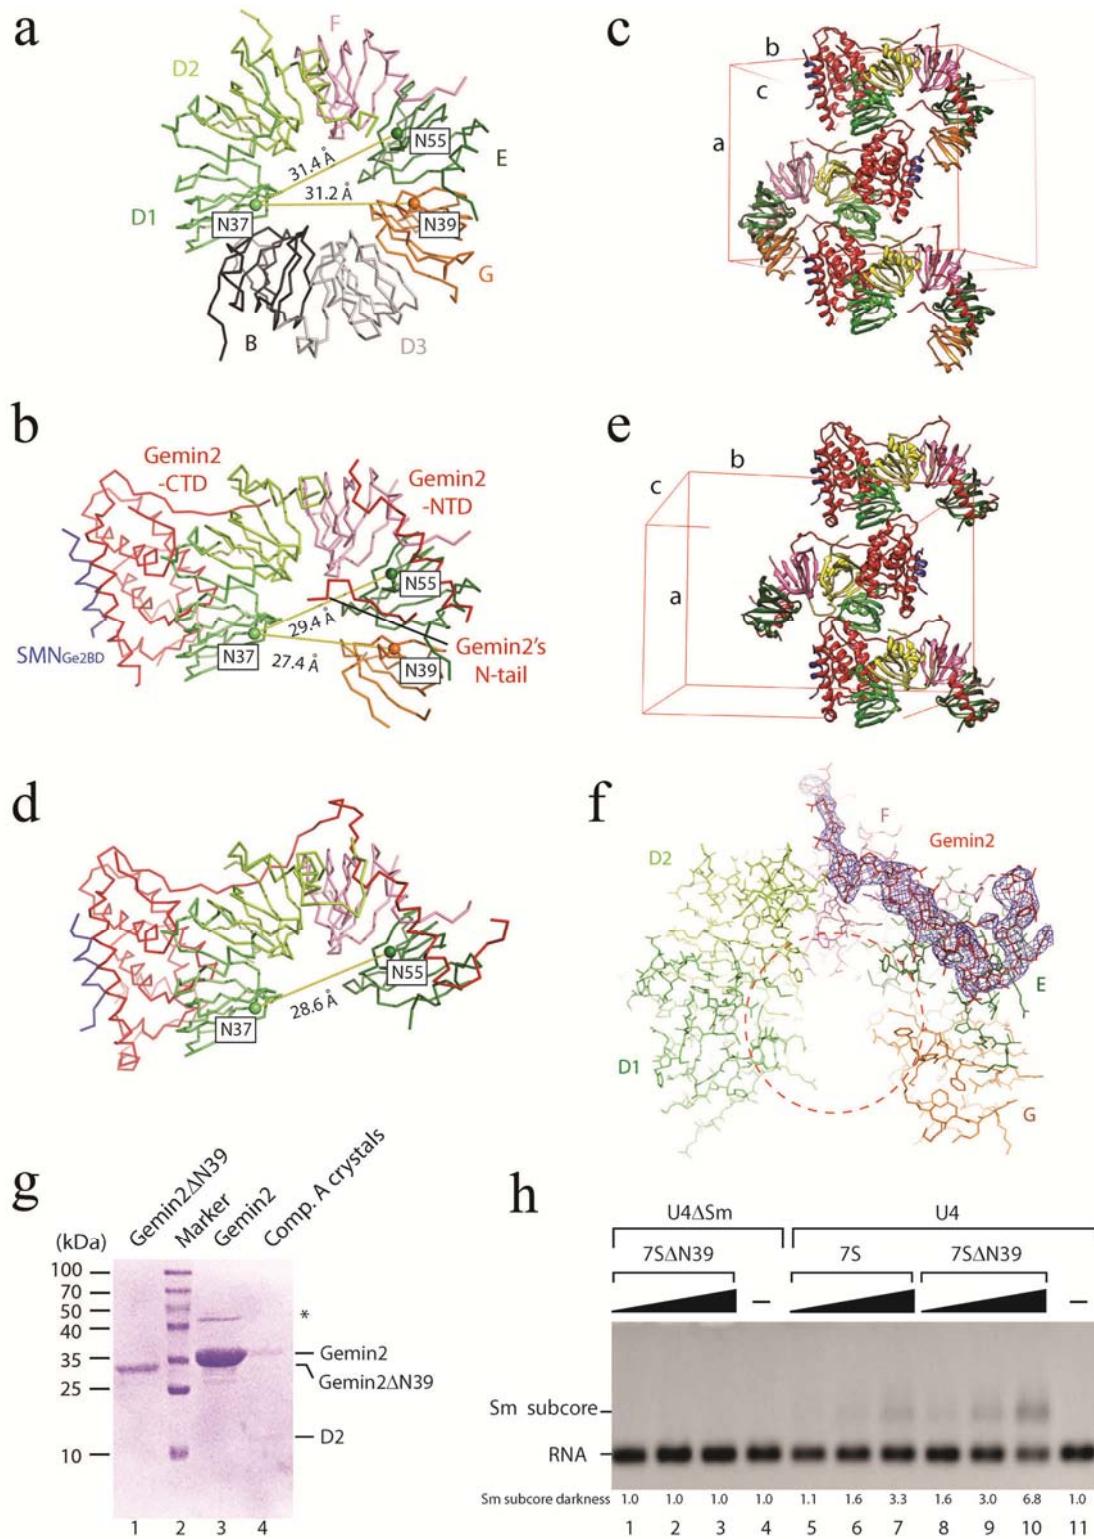 a
D2
F
N55
E
31.4 Å
31.2 Å
D1
N37
N39
G
B
D3
c
b
c
a
b
Gemin2
-CTD
Gemin2
-NTD
N55
29.4 Å
SMNGe2BD
N37
27.4 Å
N39
Gemin2's
N-tail
e
b
c
a
d
N55
N37
28.6 Å
f
F
D2
Gemin2
E
D1
G
g
Gemin2ΔN39
Marker
Gemin2
Comp. A crystals
(kDa)
100
70
50
40
35
25
10
*
Gemin2
Gemin2ΔN39
D2
1 2 3 4
h
U4ΔSm U4
7SΔN39 7S 7SΔN39
– –
Sm subcore
RNA
Sm subcore darkness 1.0 1.0 1.0 1.0 1.1 1.6 3.3 1.6 3.0 6.8 1.0
1 2 3 4 5 6 7 8 9 10 11